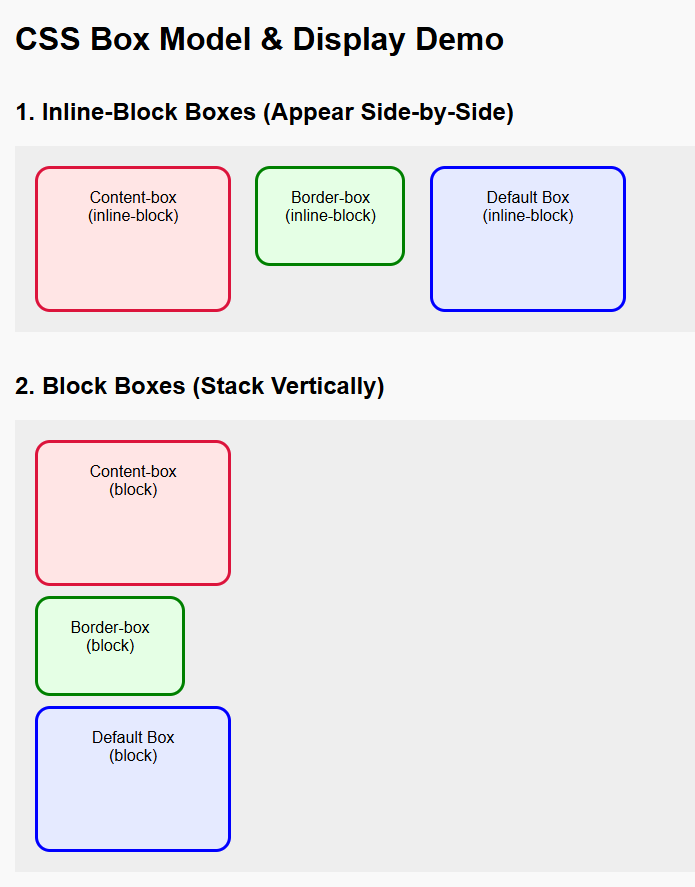 CSS Box Model & Display Demo
1. Inline-Block Boxes (Appear Side-by-Side)
Content-box
(inline-block)
Border-box
(inline-block)
Default Box
(inline-block)
2. Block Boxes (Stack Vertically)
Content-box
(block)
Border-box
(block)
Default Box
(block)